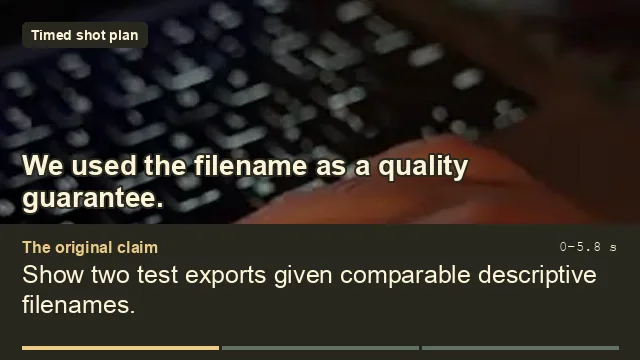 Timed shot plan
We used the filename as a quality
guarantee.
The original claim
0–5.8 s
Show two test exports given comparable descriptive
filenames.